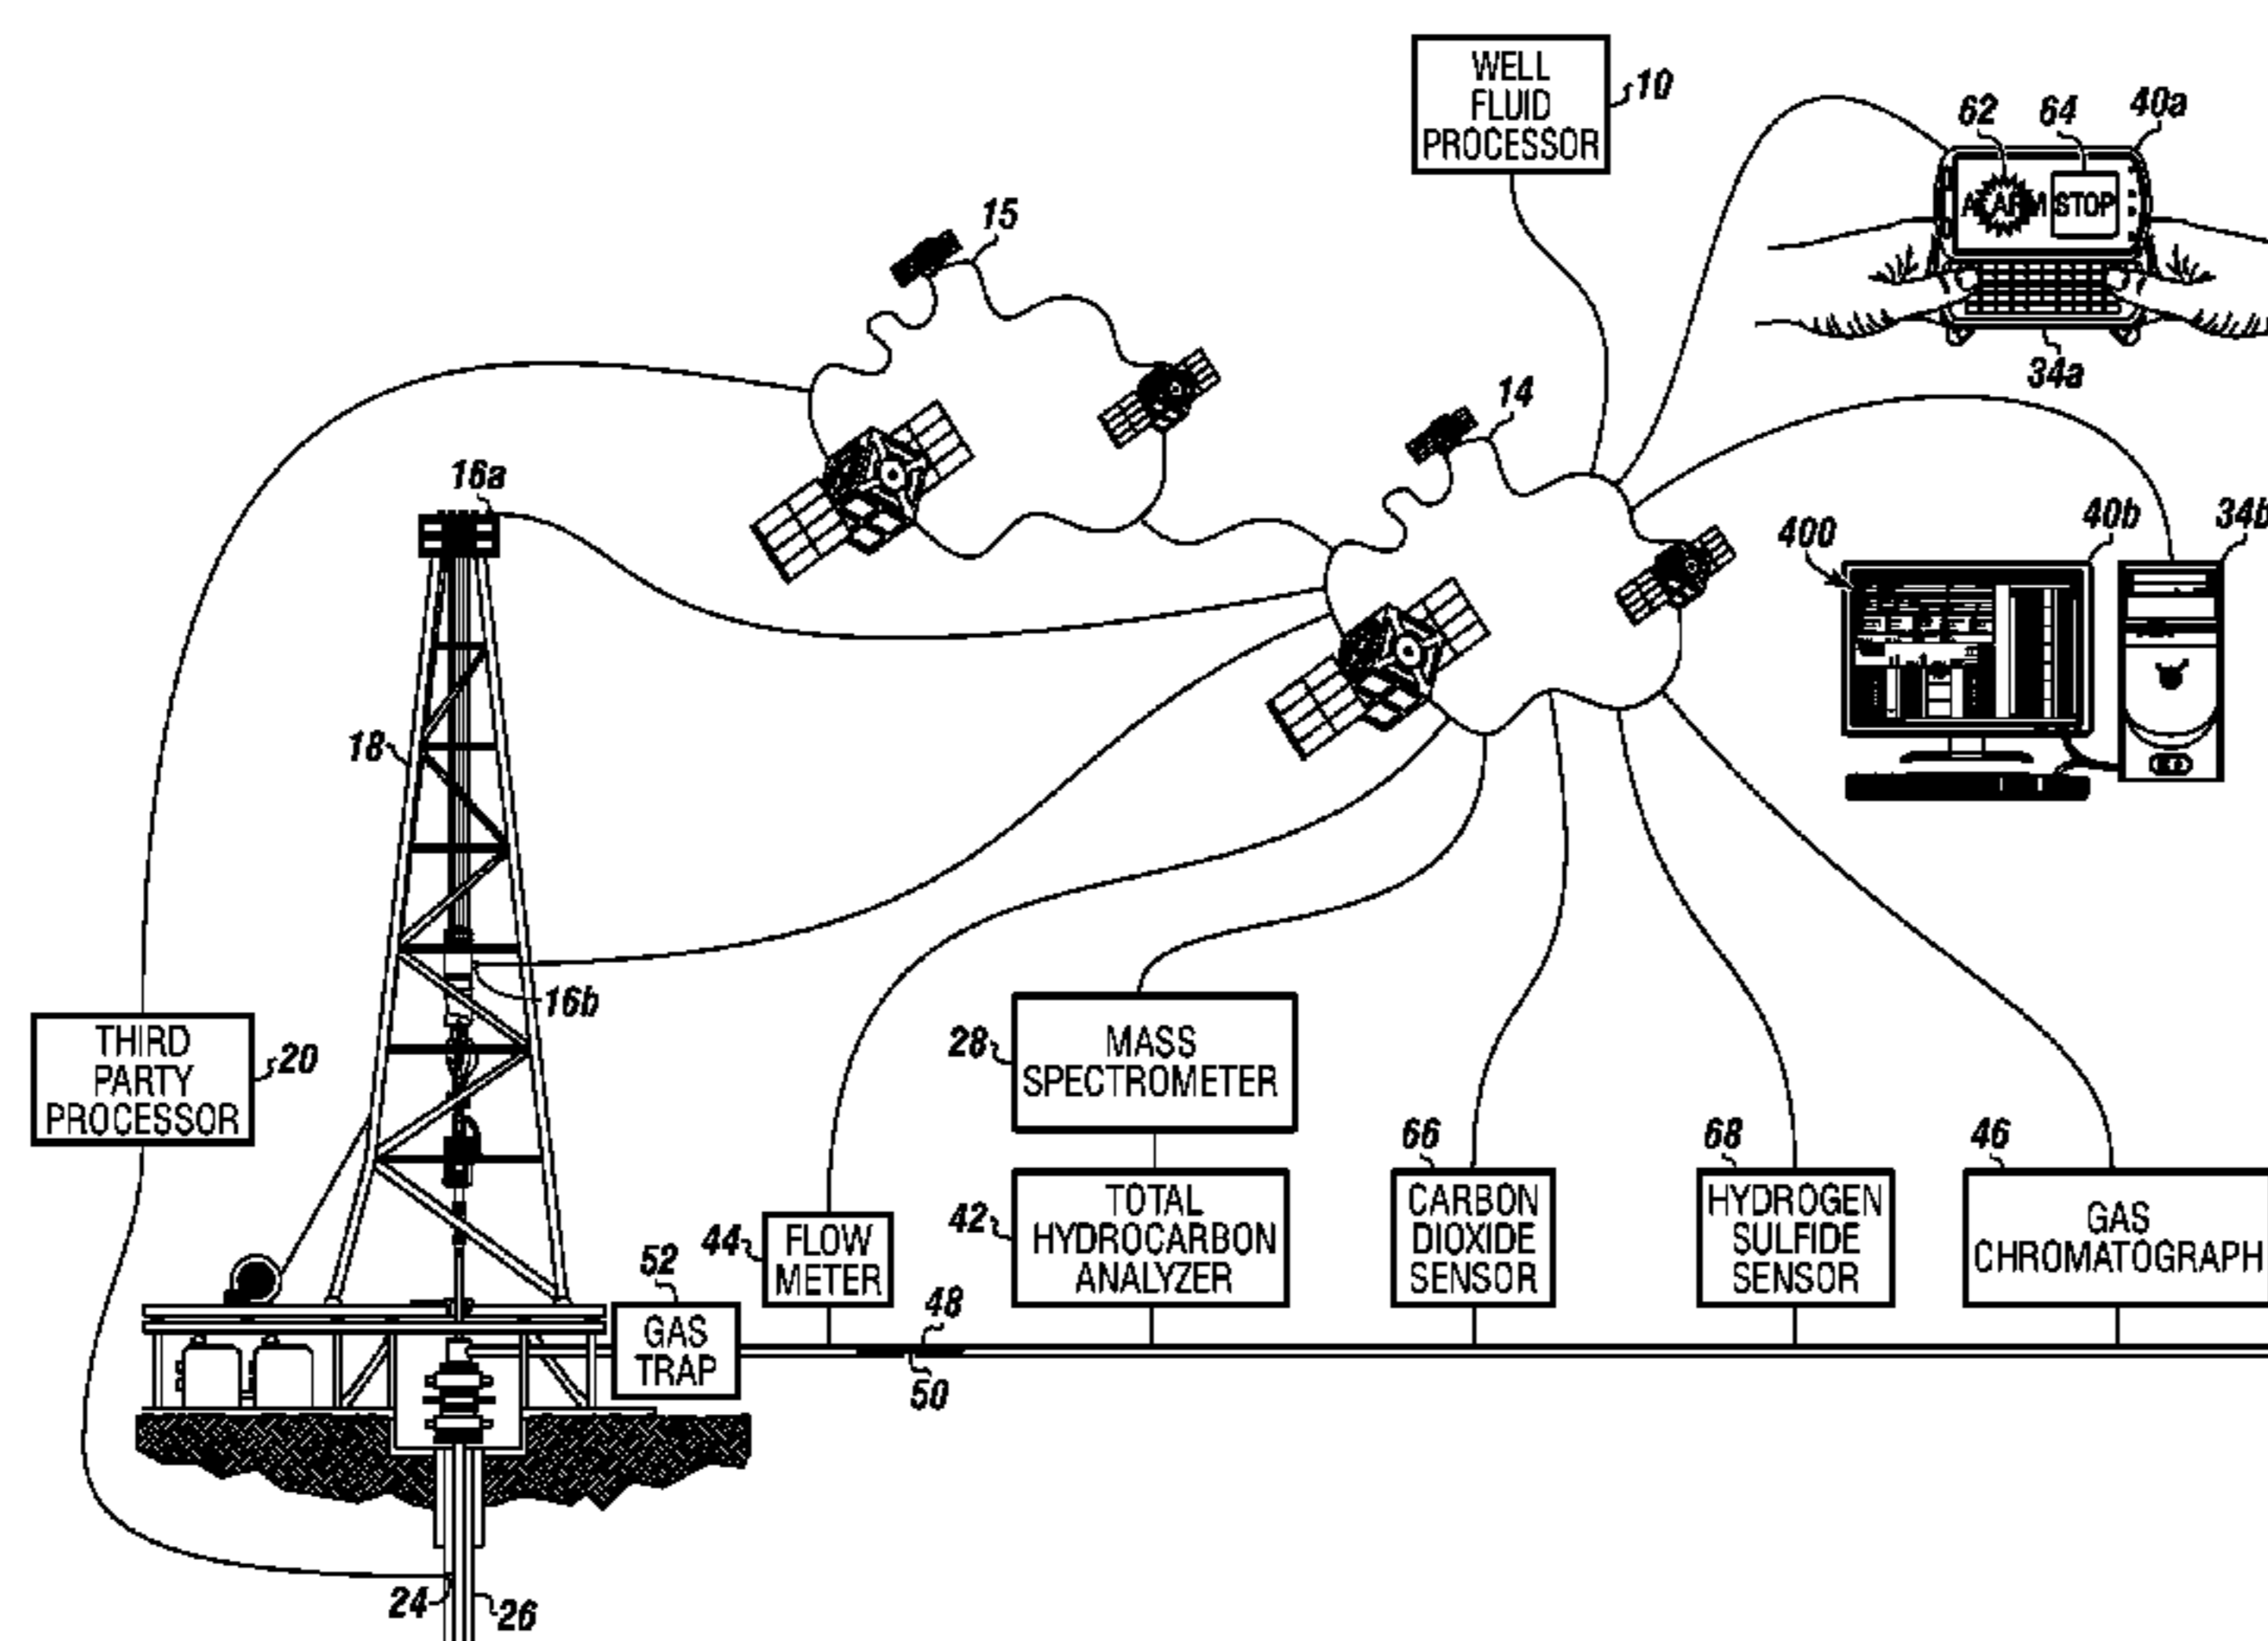 WELL
FLUID
PROCESSOR
10
62
64
40a
ALARM
STOP
34a
15
14
16a
400
40b
34b
18
16b
THIRD
PARTY
PROCESSOR
20
28
MASS
SPECTROMETER
66
68
46
42
TOTAL
HYDROCARBON
ANALYZER
CARBON
DIOXIDE
SENSOR
HYDROGEN
SULFIDE
SENSOR
GAS
CHROMATOGRAPH
44
FLOW
METER
52
GAS
TRAP
48
50
24
26